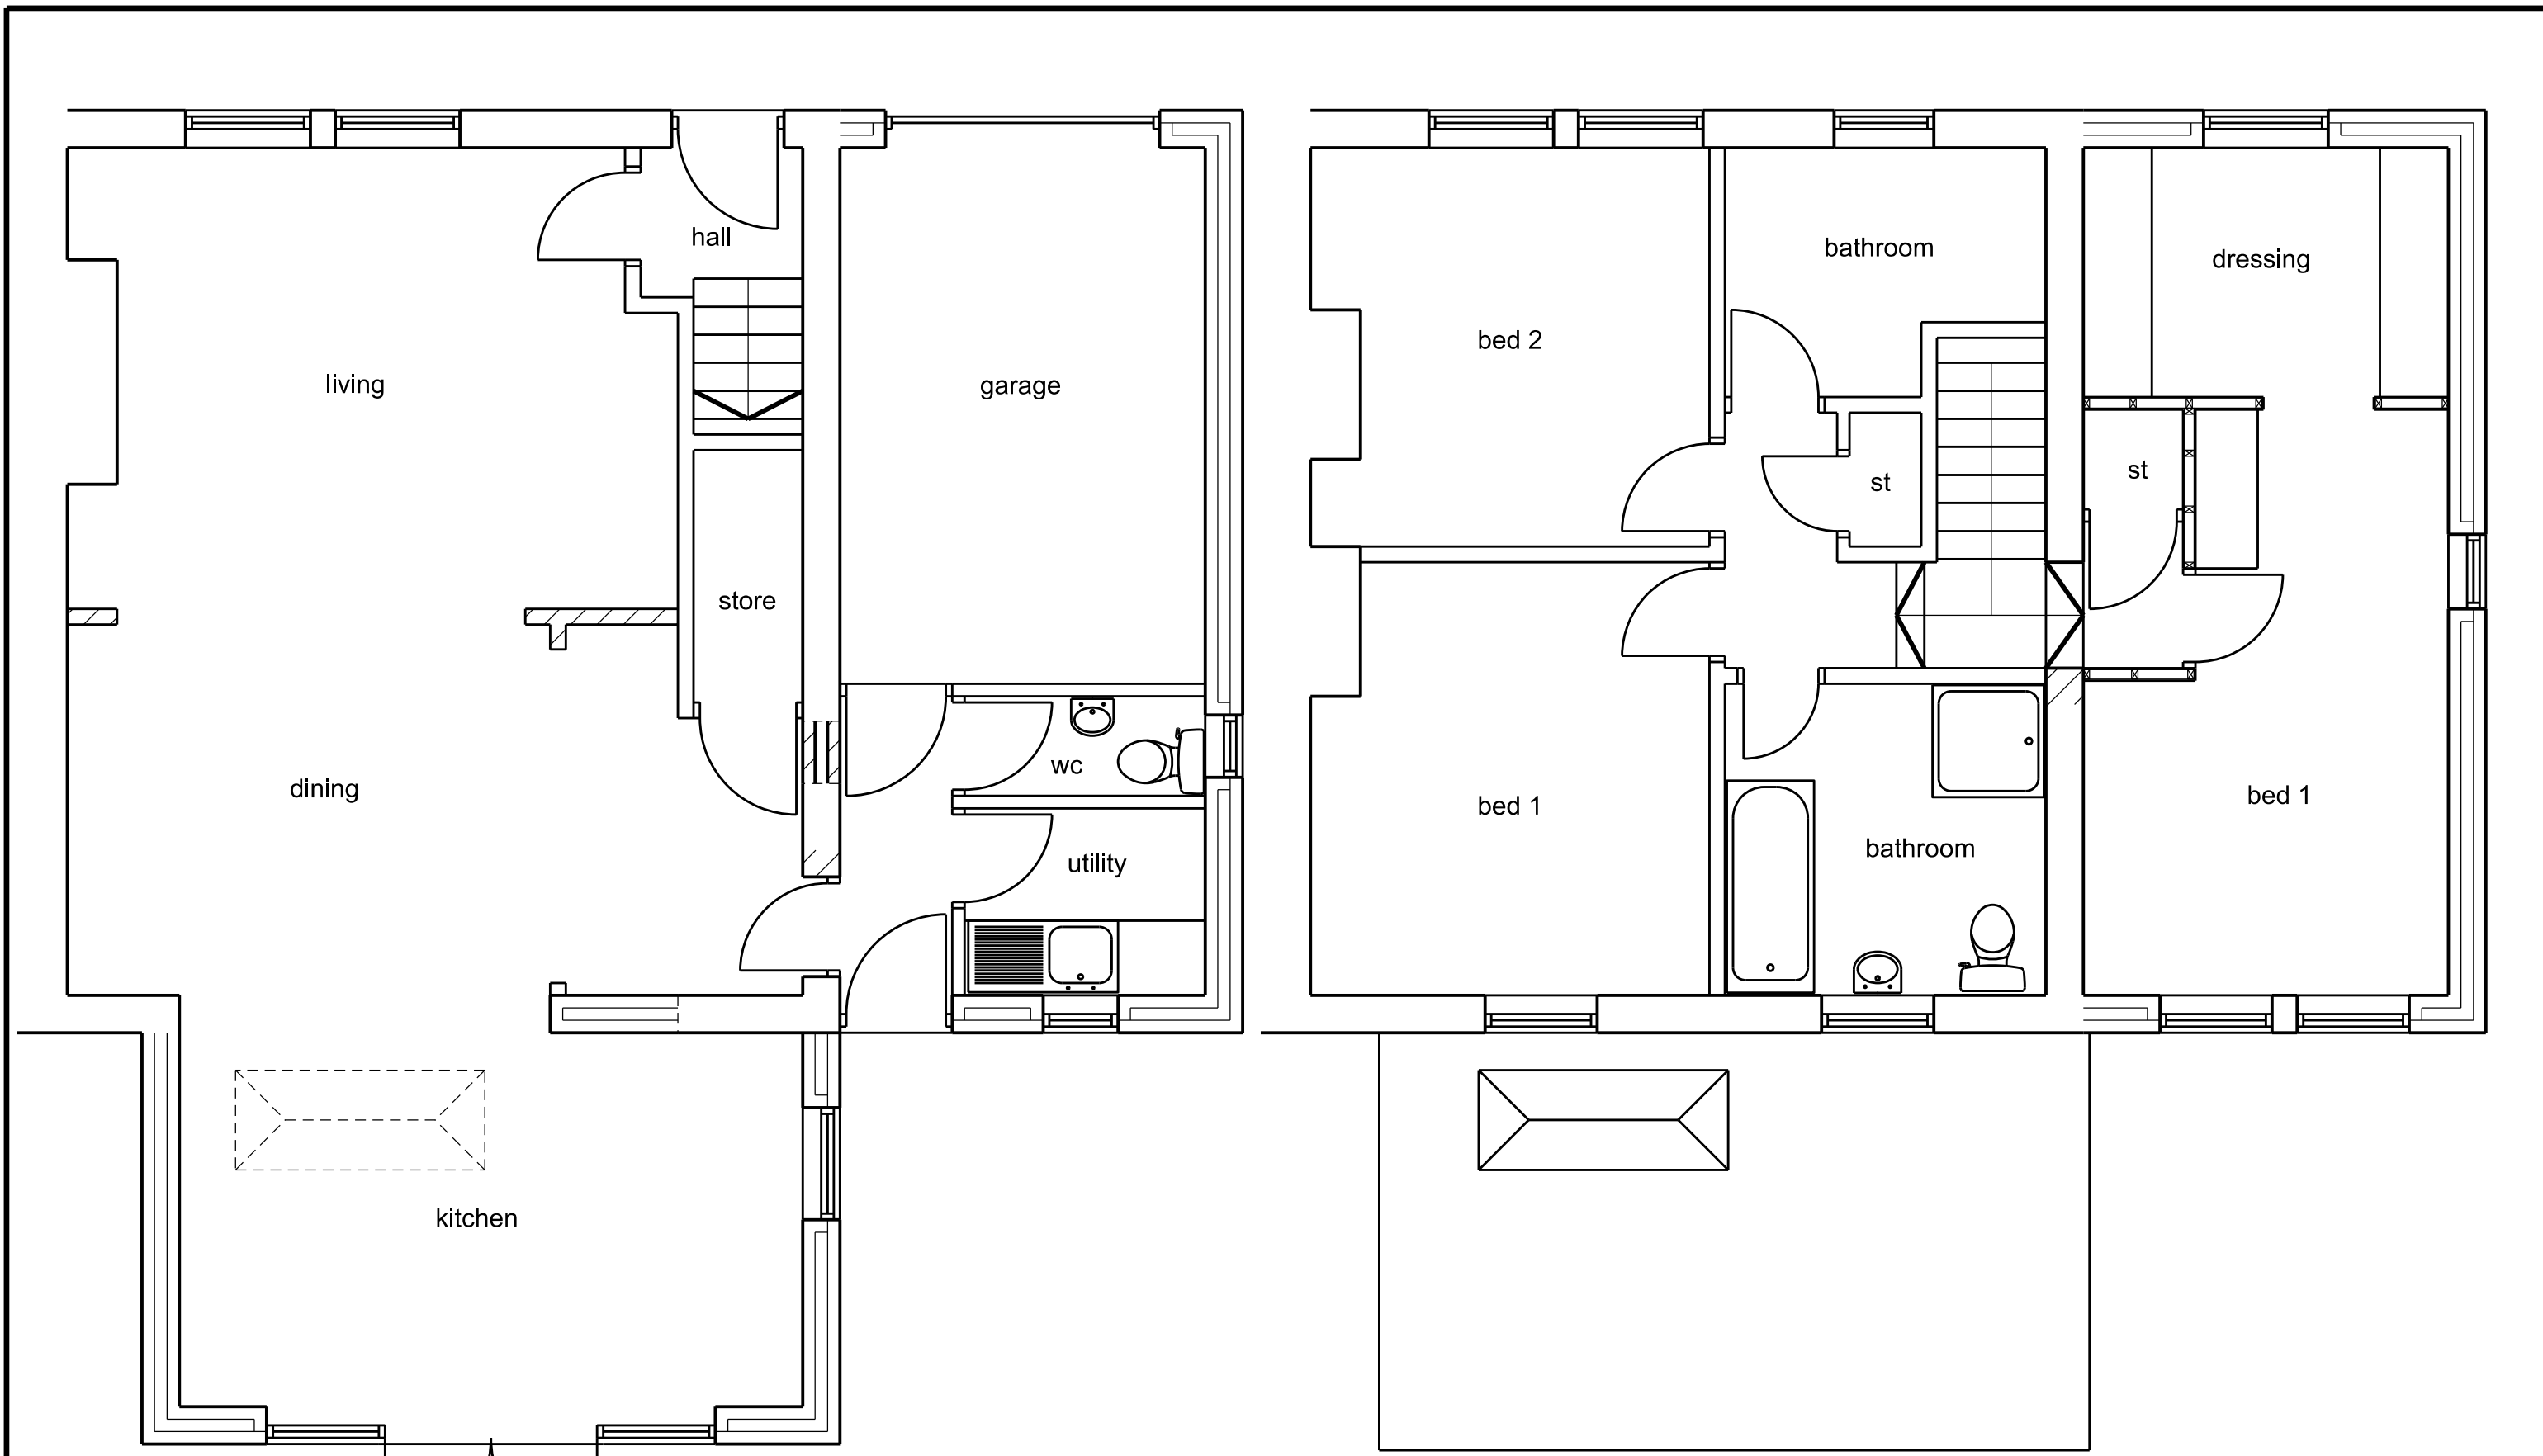 hall
living
garage
store
wc
dining
utility
kitchen
bathroom
dressing
bed 2
st
st
bed 1
bed 1
bathroom